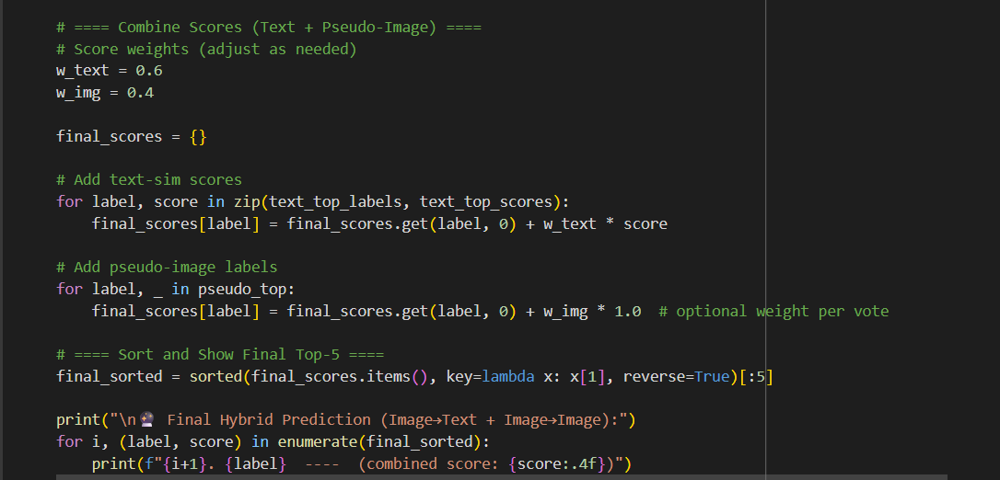 # ==== Combine Scores (Text + Pseudo-Image) ====
# Score weights (adjust as needed)
w_text = 0.6
w_img = 0.4
final_scores = {}
# Add text-sim scores
for label, score in zip(text_top_labels, text_top_scores):
    final_scores[label] = final_scores.get(label, 0) + w_text * score
# Add pseudo-image labels
for label, _ in pseudo_top:
    final_scores[label] = final_scores.get(label, 0) + w_img * 1.0  # optional weight per vote
# ==== Sort and Show Final Top-5 ====
final_sorted = sorted(final_scores.items(), key=lambda x: x[1], reverse=True)[:5]
print("\n🔮 Final Hybrid Prediction (Image→Text + Image→Image):")
for i, (label, score) in enumerate(final_sorted):
    print(f"{i+1}. {label}  ----  (combined score: {score:.4f})")